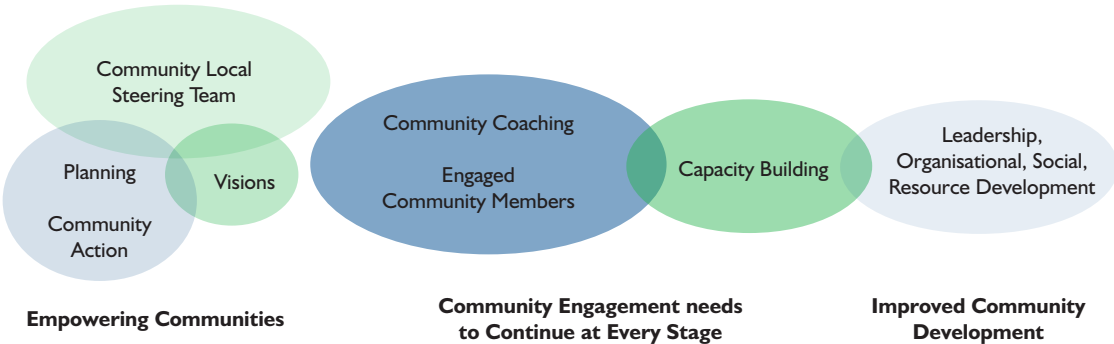 Community Local
Steering Team
Planning
Community
Action
Visions
Community Coaching
Engaged
Community Members
Capacity Building
Leadership,
Organisational, Social,
Resource Development
Empowering Communities
Community Engagement needs
to Continue at Every Stage
Improved Community
Development